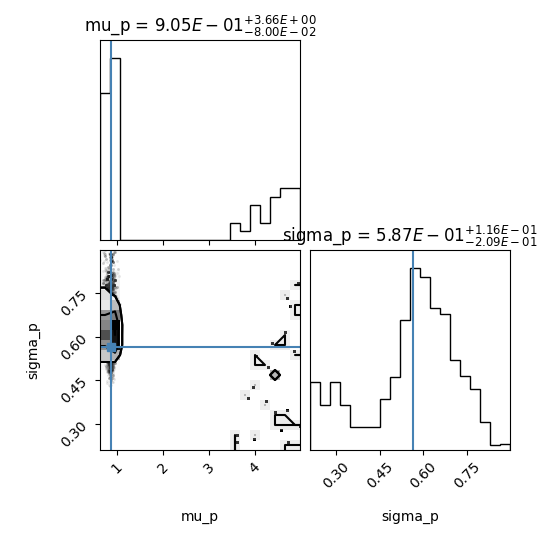 mu_p = 9.05E − 01+3.66E+00 −8.00E−02
sigma_p = 5.87E − 01+1.16E−01 −2.09E−01
sigma_p
0.75
0.60
0.45
0.30
1
2
3
4
0.30
0.45
0.60
0.75
mu_p
sigma_p